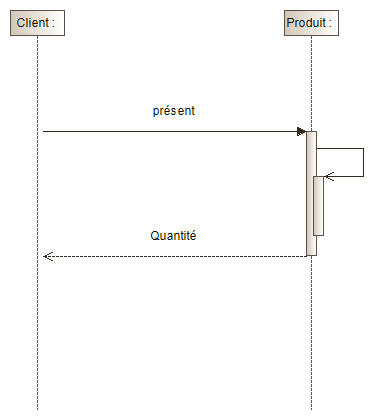 Client :
Produit :
présent
Quantité